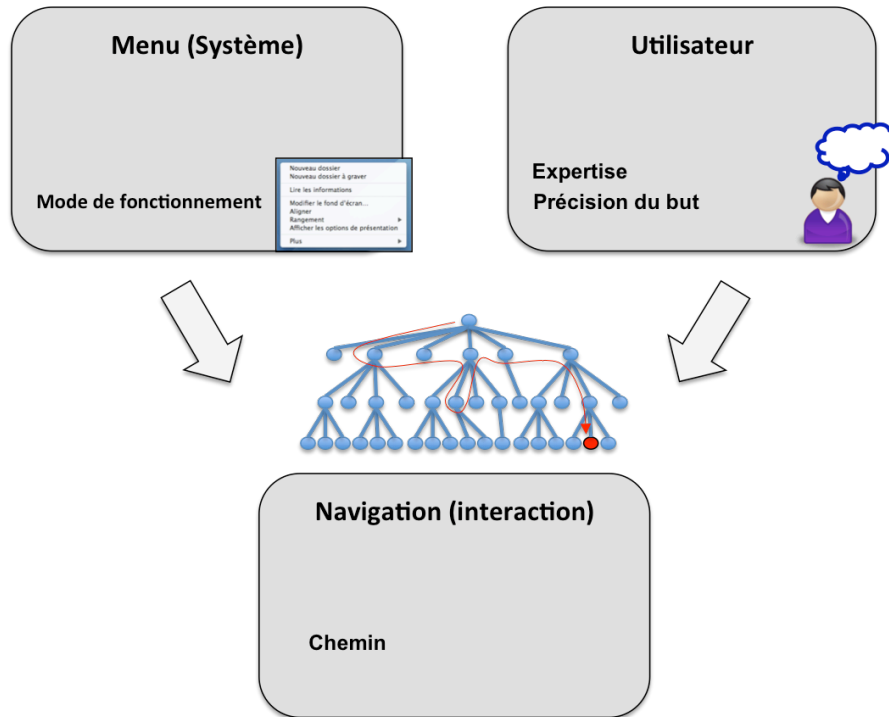 Menu (Système)
Mode de fonctionnement
Nouveau dossier
Nouveau dossier à graver
Lire les informations
Modifier le fond d'écran...
Aligner
Rangement
Afficher les options de présentation
Plus
Utilisateur
Expertise
Précision du but
Navigation (interaction)
Chemin